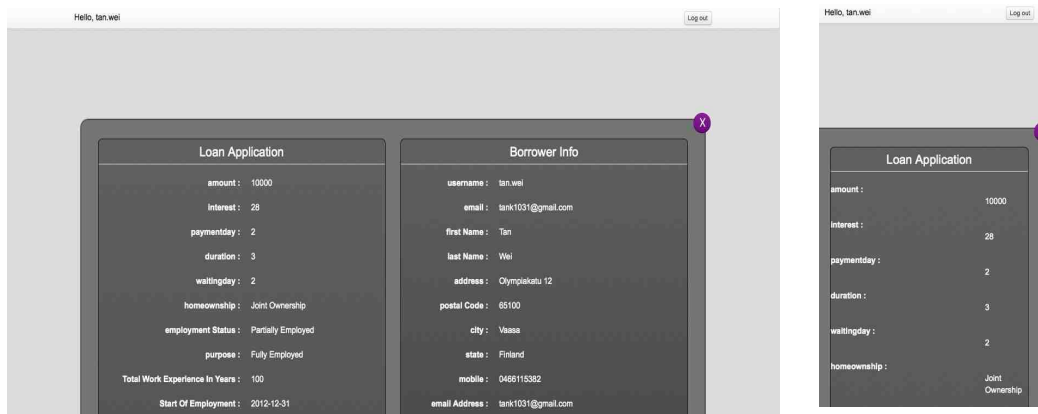 Hello, tan.wei
Log out
X
Loan Application
amount : 10000
interest : 28
paymentday : 2
duration : 3
waitingday : 2
homeownship : Joint Ownership
employment Status : Partially Employed
purpose : Fully Employed
Total Work Experience In Years : 100
Start Of Employment : 2012-12-31
Borrower Info
username : tan.wei
email : tank1031@gmail.com
first Name : Tan
last Name : Wei
address : Olympiakatu 12
postal Code : 65100
city : Vaasa
state : Finland
mobile : 0466115382
email Address : tank1031@gmail.com
Hello, tan.wei
Log out
Loan Application
amount :
10000
interest :
28
paymentday :
2
duration :
3
waitingday :
2
homeownship :
Joint
Ownership